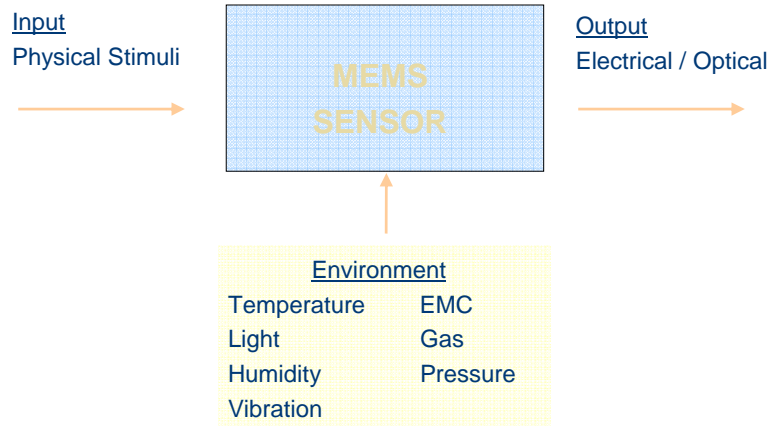 Input
Physical Stimuli
MEMS
SENSOR
Output
Electrical / Optical
Environment
Temperature EMC
Light Gas
Humidity Pressure
Vibration